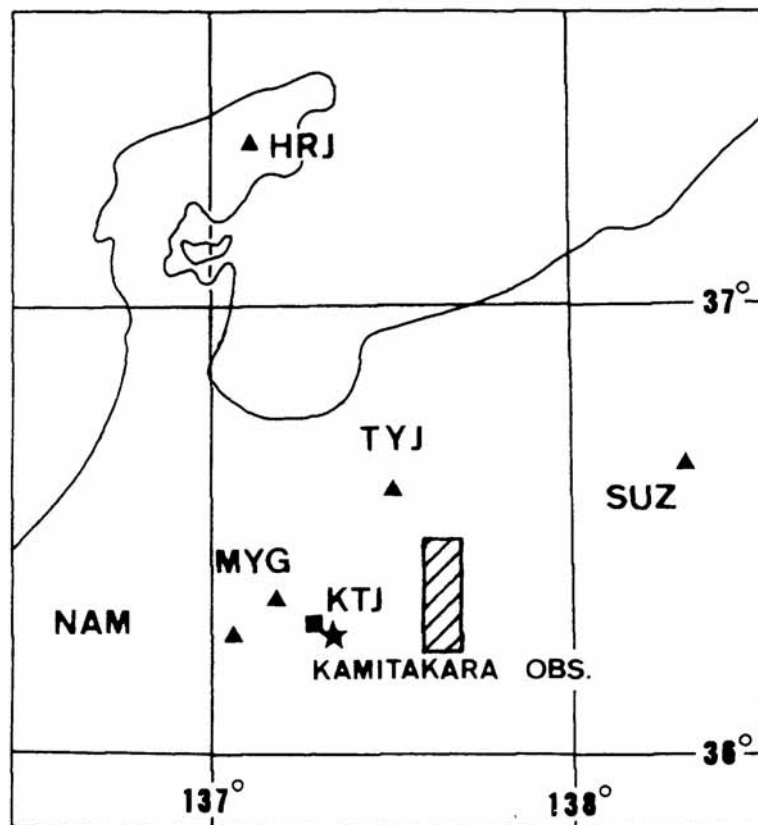 HRJ
37°
TYJ
SUZ
MYG
KTJ
NAM
KAMITAKARA OBS.
36°
137°
138°